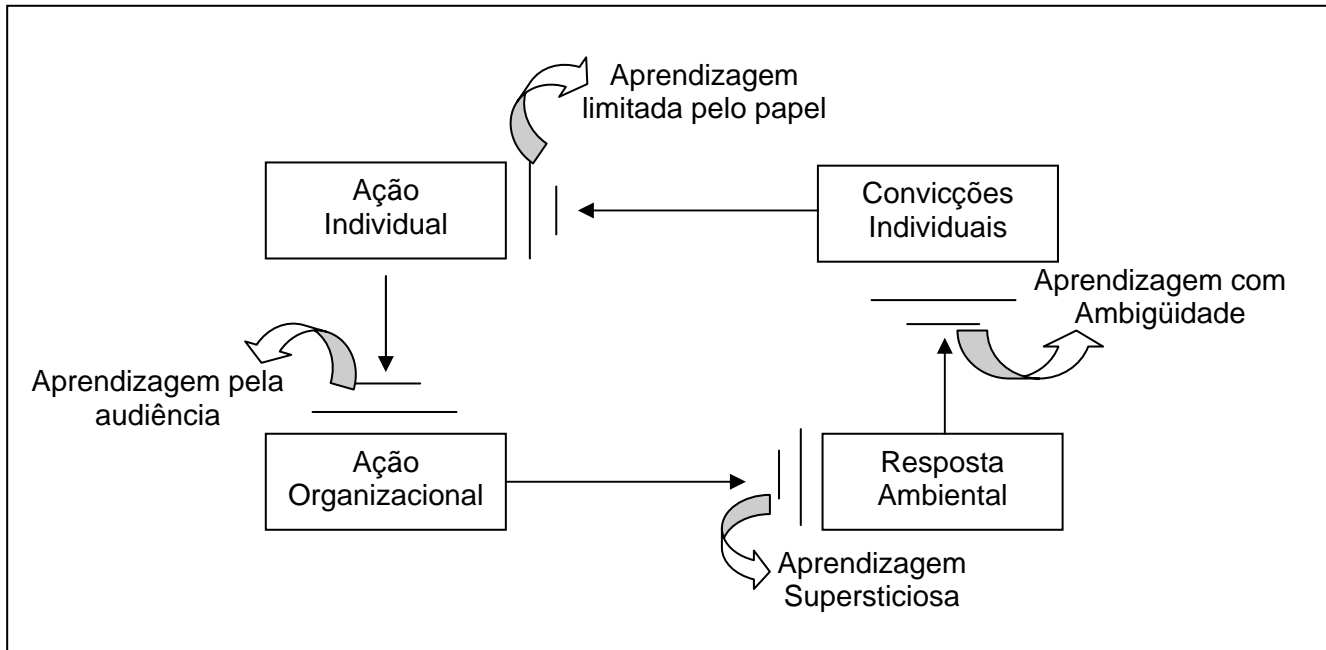 Aprendizagem
limitada pelo papel
Ação
Individual
Convicções
Individuais
Aprendizagem com
Ambigüidade
Aprendizagem pela
audiência
Ação
Organizacional
Resposta
Ambiental
Aprendizagem
Supersticiosa